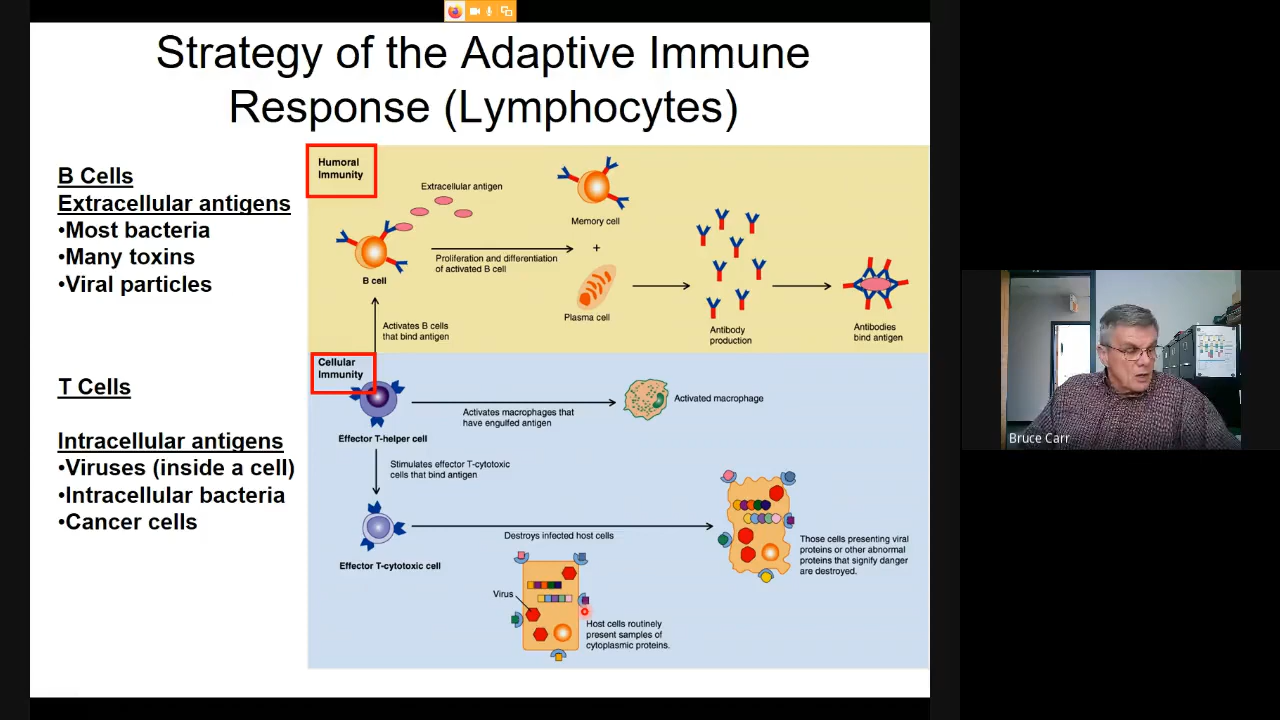 Strategy of the Adaptive Immune
Response (Lymphocytes)
B Cells
Extracellular antigens
•Most bacteria
•Many toxins
•Viral particles
T Cells
Intracellular antigens
•Viruses (inside a cell)
•Intracellular bacteria
•Cancer cells
Humoral
Immunity
Extracellular antigen
B cell
Proliferation and differentiation
of activated B cell
Memory cell
+
Plasma cell
Antibody
production
Antibodies
bind antigen
Activates B cells
that bind antigen
Cellular
Immunity
Effector T-helper cell
Activates macrophages that
have engulfed antigen
Activated macrophage
Stimulates effector T-cytotoxic
cells that bind antigen
Effector T-cytotoxic cell
Destroys infected host cells
Those cells presenting viral
proteins or other abnormal
proteins that signify danger
are destroyed.
Virus
Host cells routinely
present samples of
cytoplasmic proteins.
Bruce Carr